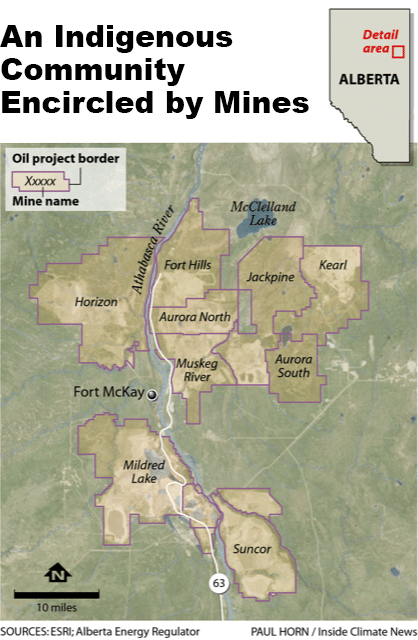 An Indigenous
Community
Encircled by Mines
Detail
area
ALBERTA
Oil project border
Xxxxx
Mine name
Athabasca River
McClelland
Lake
Fort Hills
Jackpine
Kearl
Horizon
Aurora North
Muskeg
River
Aurora
South
Fort McKay
Mildred
Lake
Suncor
N
10 miles
63
SOURCES: ESRI; Alberta Energy Regulator
PAUL HORN / Inside Climate News